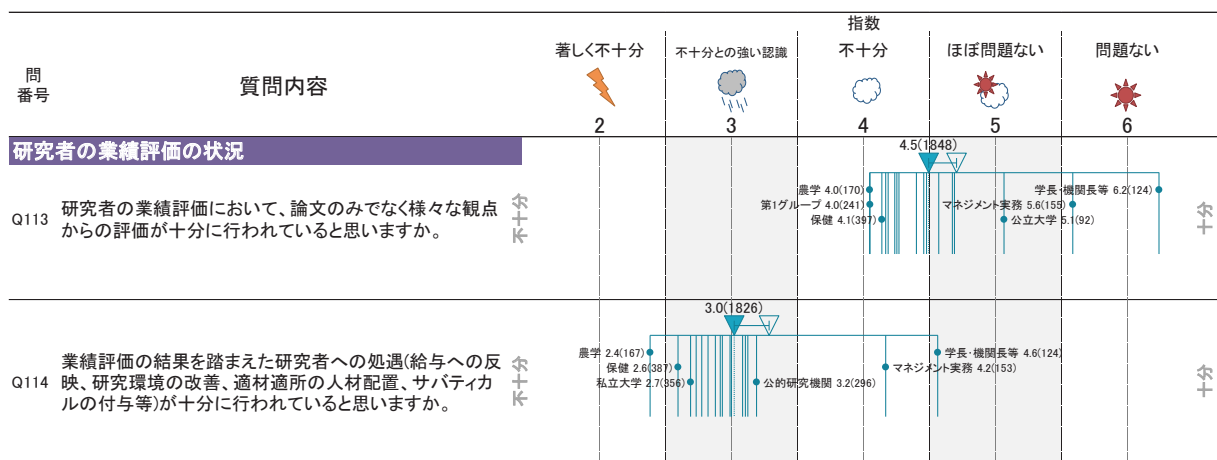 指数
著しく不十分
不十分との強い認識
不十分
ほぼ問題ない
問題ない
問
番号
質問内容
2
3
4
5
6
研究者の業績評価の状況
4.5(1848)
Q113
研究者の業績評価において、論文のみでなく様々な観点
からの評価が十分に行われていると思いますか。
不十分
農学 4.0(170)
第1グループ 4.0(241)
保健 4.1(397)
学長・機関長等 6.2(124)
マネジメント実務 5.6(155)
公立大学 5.1(92)
十分
3.0(1826)
Q114
業績評価の結果を踏まえた研究者への処遇(給与への反
映、研究環境の改善、適材適所の人材配置、サバティカ
ルの付与等)が十分に行われていると思いますか。
不十分
農学 2.4(167)
保健 2.6(387)
私立大学 2.7(356)
公的研究機関 3.2(296)
学長・機関長等 4.6(124)
マネジメント実務 4.2(153)
十分